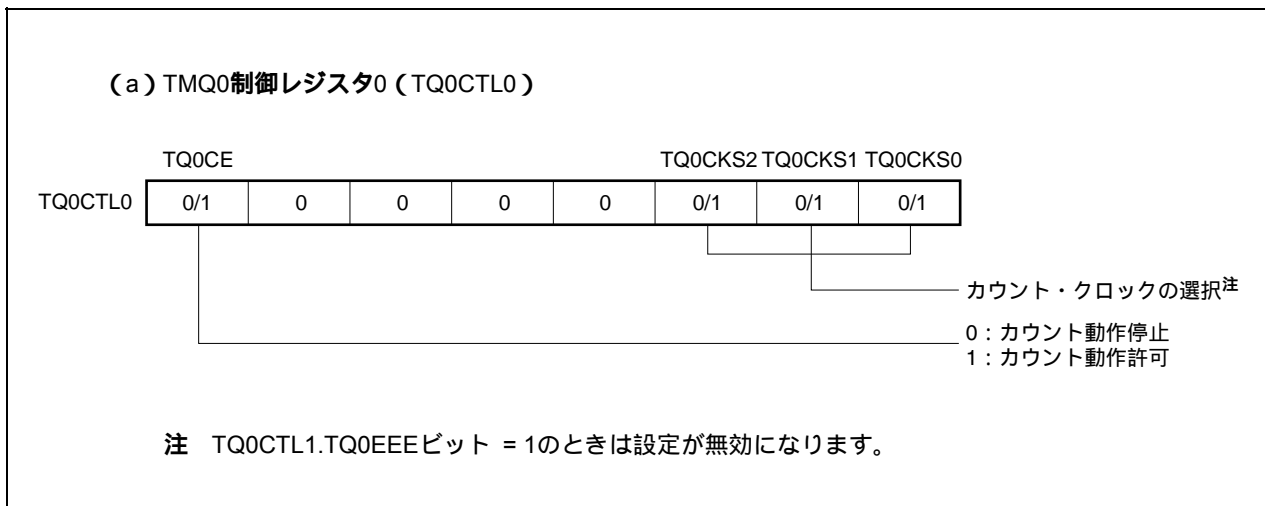 （a）TMQ0制御レジスタ0（TQ0CTL0）
TQ0CE TQ0CKS2 TQ0CKS1 TQ0CKS0
TQ0CTL0 0/1 0 0 0 0 0/1 0/1 0/1
カウント・クロックの選択注
0：カウント動作停止
1：カウント動作許可
注 TQ0CTL1.TQ0EEEビット = 1のときは設定が無効になります。